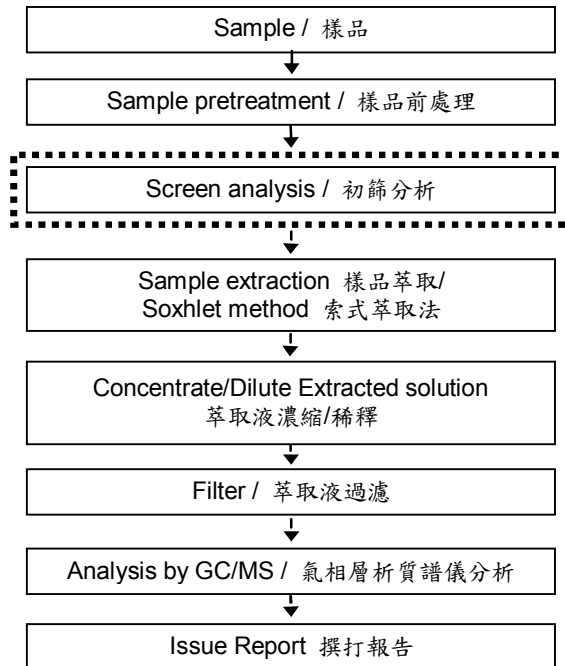 Sample / 樣品
Sample pretreatment / 樣品前處理
Screen analysis / 初篩分析
Sample extraction 樣品萃取/
Soxhlet method 索式萃取法
Concentrate/Dilute Extracted solution
萃取液濃縮/稀釋
Filter / 萃取液過濾
Analysis by GC/MS / 氣相層析質譜儀分析
Issue Report 撰打報告